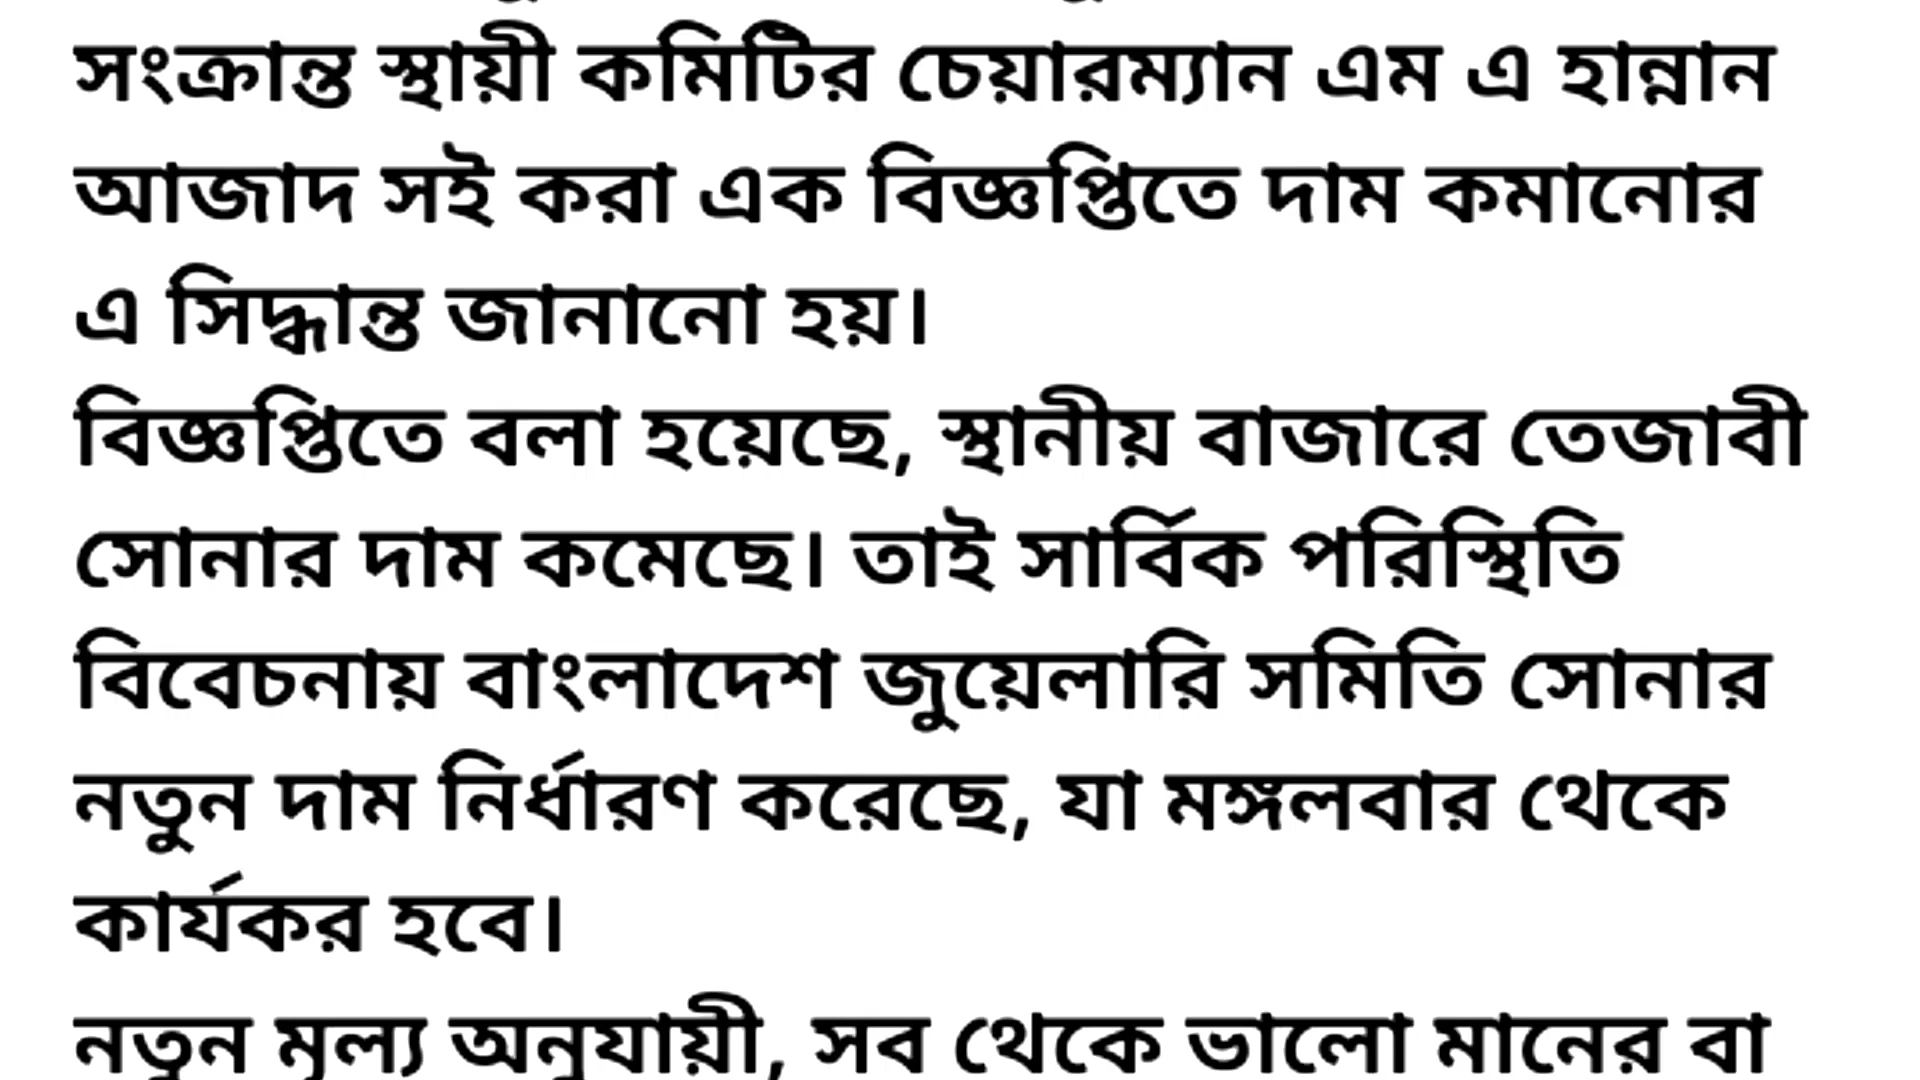 সংক্রান্ত স্থায়ী কমিটির চেয়ারম্যান এম এ হান্নান
আজাদ সই করা এক বিজ্ঞপ্তিতে দাম কমানোর
এ সিদ্ধান্ত জানানো হয়।
বিজ্ঞপ্তিতে বলা হয়েছে, স্থানীয় বাজারে তেজাবী
সোনার দাম কমেছে। তাই সার্বিক পরিস্থিতি
বিবেচনায় বাংলাদেশ জুয়েলারি সমিতি সোনার
নতুন দাম নির্ধারণ করেছে, যা মঙ্গলবার থেকে
কার্যকর হবে।
নতুন মূল্য অনুযায়ী, সব থেকে ভালো মানের বা